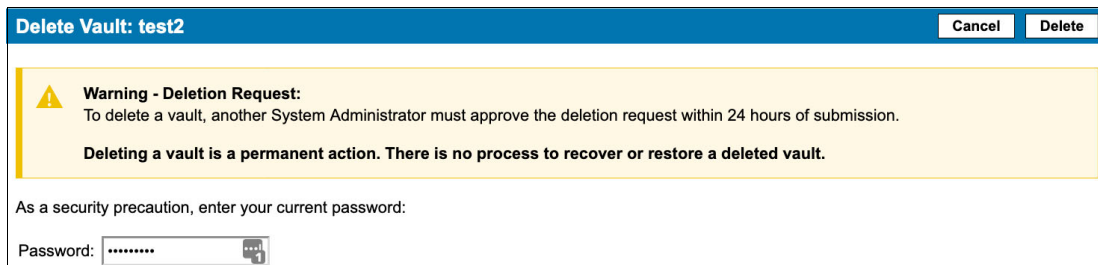 Delete Vault: test2
Cancel
Delete
Warning - Deletion Request:
To delete a vault, another System Administrator must approve the deletion request within 24 hours of submission.
Deleting a vault is a permanent action. There is no process to recover or restore a deleted vault.
As a security precaution, enter your current password:
Password: •••••••••
1